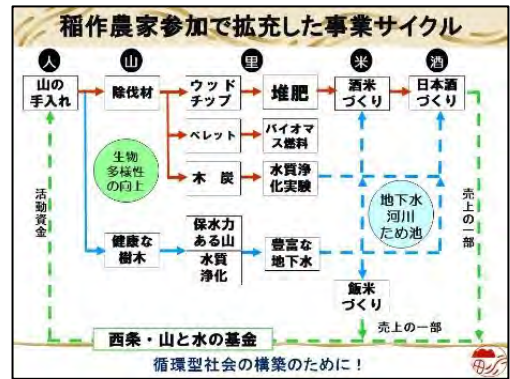 稲作農家参加で拡充した事業サイクル
人
山
里
米
酒
山の
手入れ
除伐材
ウッド
チップ
堆肥
酒米
づくり
日本酒
づくり
ペレット
バイオマ
ス燃料
木炭
水質浄
化実験
生物
多様性
の向上
地下水
河川
ため池
活動資金
売上の一部
健康な
樹木
保水力
ある山
水質
浄化
豊富な
地下水
飯米
づくり
売上の一部
西条・山と水の基金
循環型社会の構築のために!